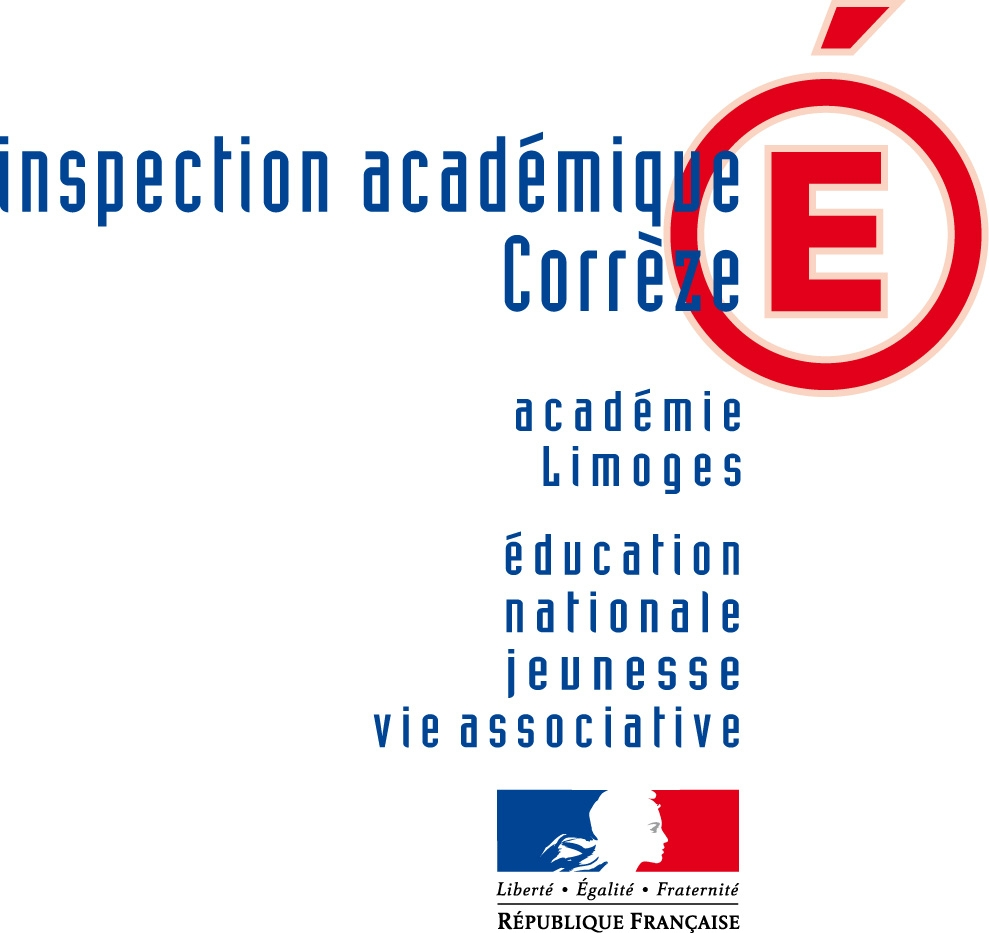 inspection académique
Corrèze
É
académie
Limoges
éducation
nationale
jeunesse
vie associative
Liberté • Égalité • Fraternité
RÉPUBLIQUE FRANÇAISE